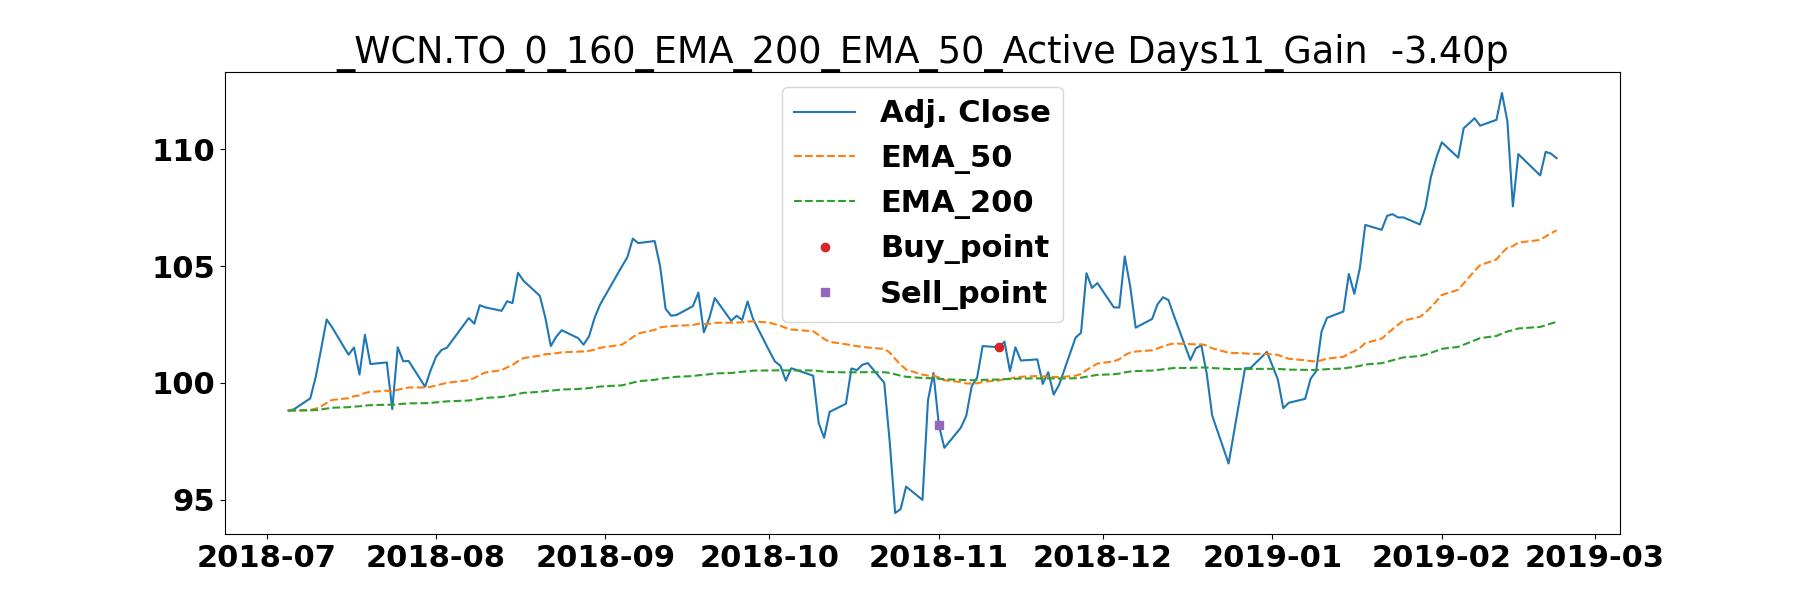 _WCN.TO_0_160_EMA_200_EMA_50_Active Days11_Gain  -3.40p
Adj. Close
EMA_50
EMA_200
Buy_point
Sell_point
110
105
100
95
2018-07 2018-08 2018-09 2018-10 2018-11 2018-12 2019-01 2019-02 2019-03